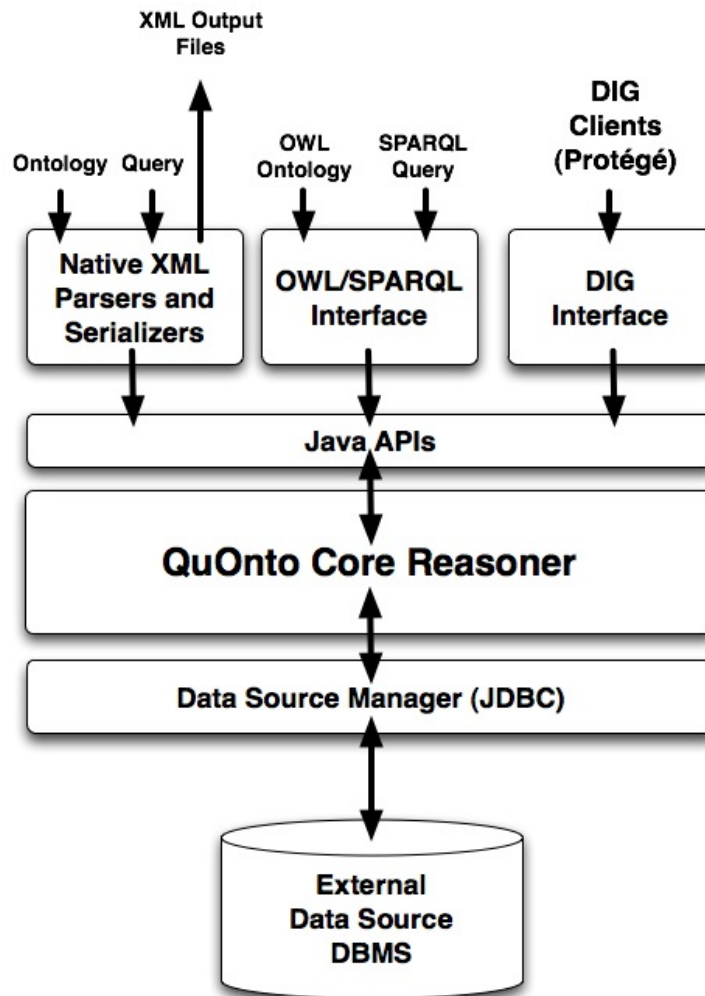 XML Output
Files
DIG
Clients
(Protégé)
OWL
Ontology
SPARQL
Query
Ontology
Query
Native XML
Parsers and
Serializers
OWL/SPARQL
Interface
DIG
Interface
Java APIs
QuOnto Core Reasoner
Data Source Manager (JDBC)
External
Data Source
DBMS